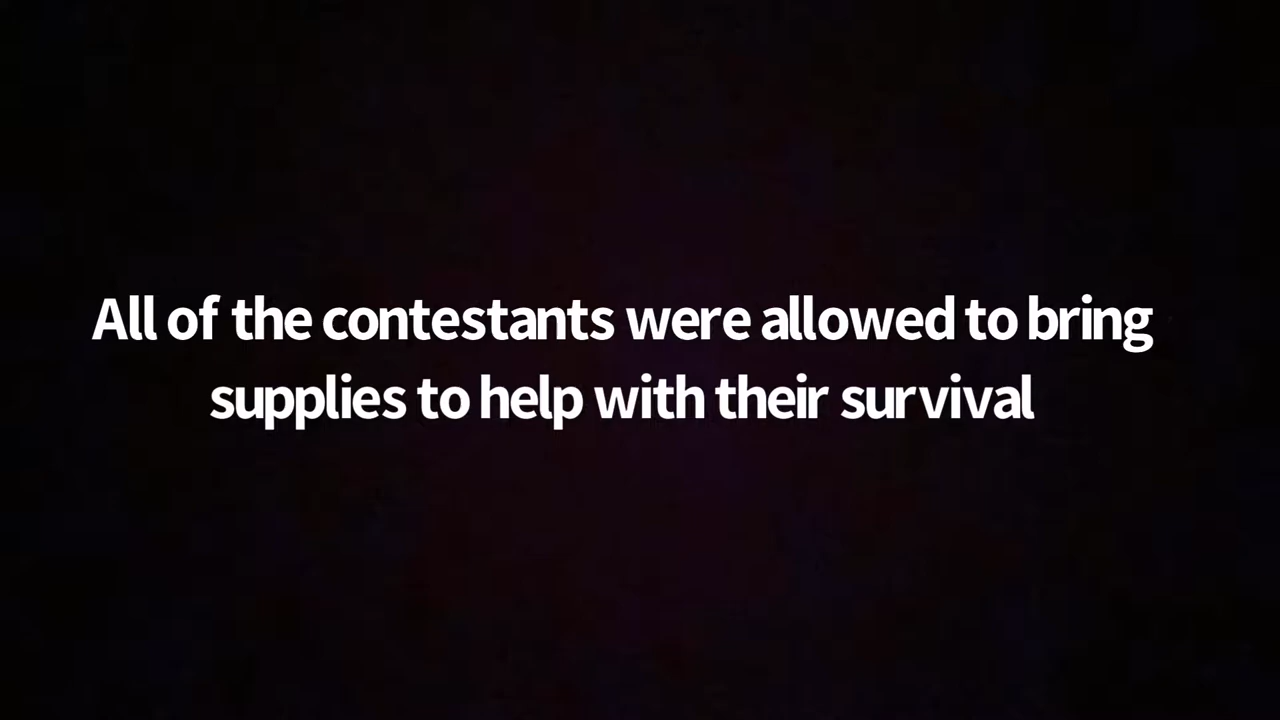 All of the contestants were allowed to bring
supplies to help with their survival